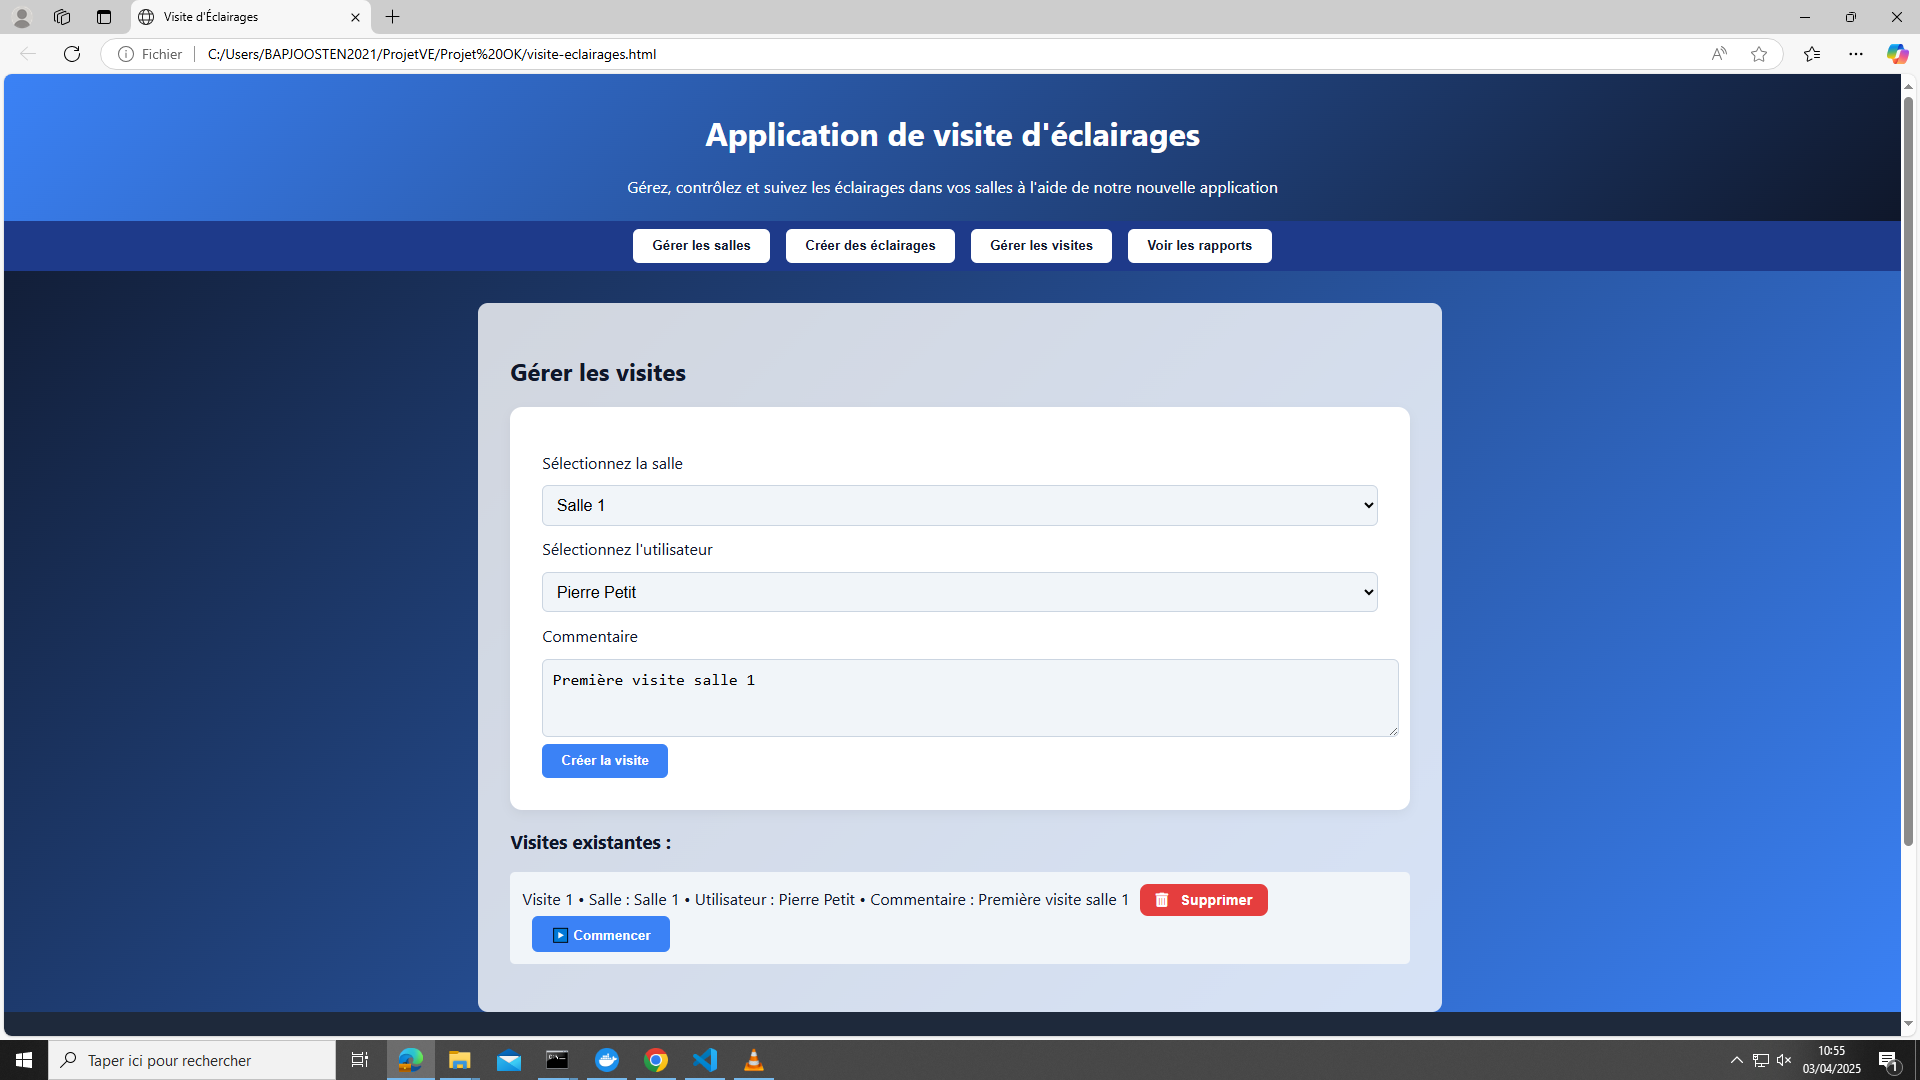 Visite d'Éclairages
Fichier
C:/Users/BAPJOOSTEN2021/ProjetVE/Projet%20OK/visite-eclairages.html
Application de visite d'éclairages
Gérez, contrôlez et suivez les éclairages dans vos salles à l'aide de notre nouvelle application
Gérer les salles
Créer des éclairages
Gérer les visites
Voir les rapports
Gérer les visites
Sélectionnez la salle
Salle 1
Sélectionnez l'utilisateur
Pierre Petit
Commentaire
Première visite salle 1
Créer la visite
Visites existantes :
Visite 1 • Salle : Salle 1 • Utilisateur : Pierre Petit • Commentaire : Première visite salle 1
Supprimer
Commencer
Taper ici pour rechercher
10:55
03/04/2025
1